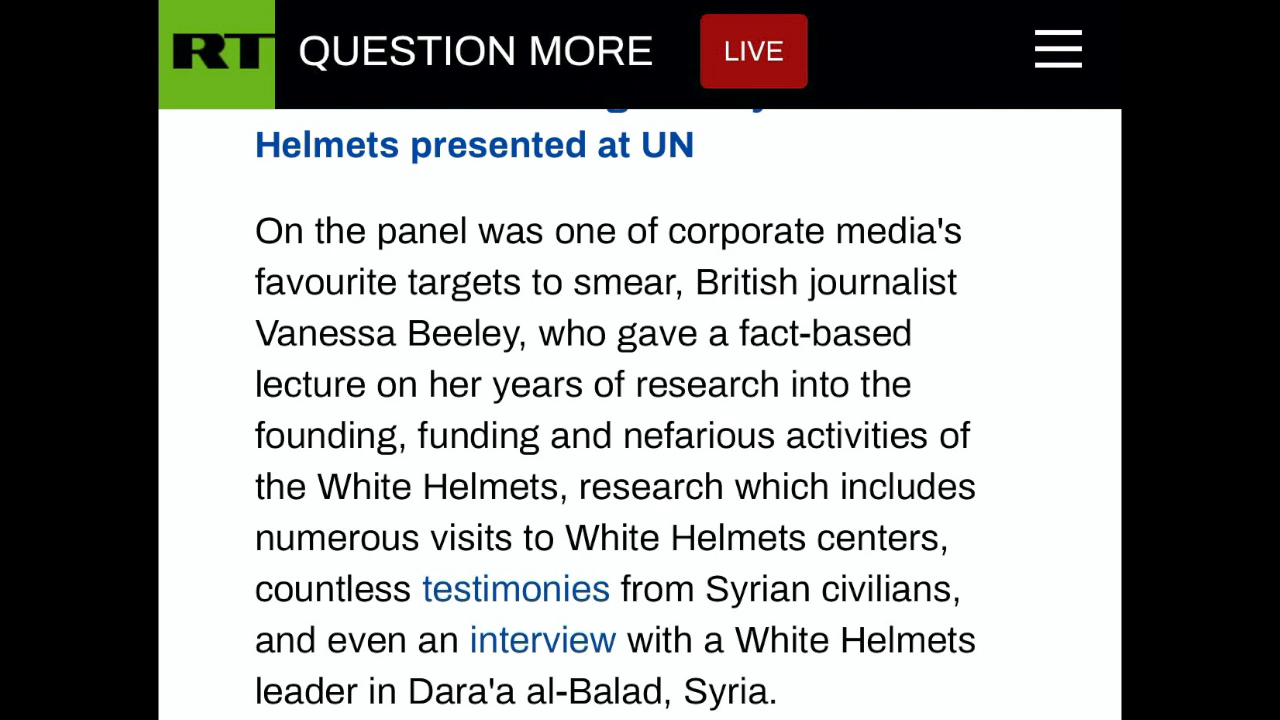 RT QUESTION MORE LIVE
Helmets presented at UN
On the panel was one of corporate media's
favourite targets to smear, British journalist
Vanessa Beeley, who gave a fact-based
lecture on her years of research into the
founding, funding and nefarious activities of
the White Helmets, research which includes
numerous visits to White Helmets centers,
countless testimonies from Syrian civilians,
and even an interview with a White Helmets
leader in Dara'a al-Balad, Syria.